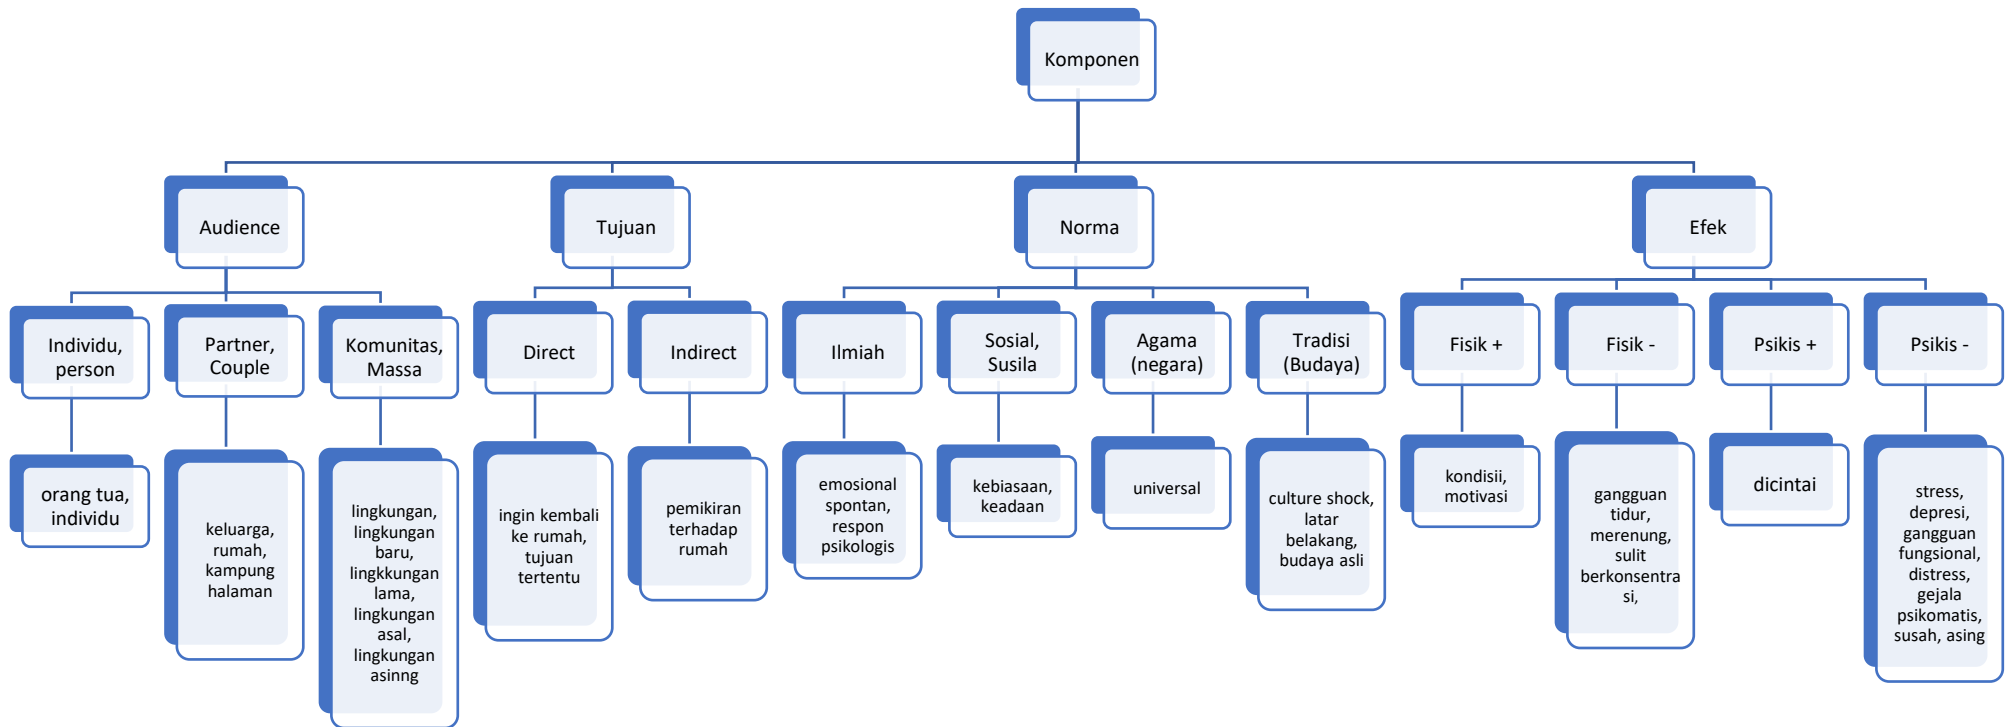 Komponen
Audience
Tujuan
Norma
Efek
Individu,
person
Partner,
Couple
Komunitas,
Massa
Direct
Indirect
Ilmiah
Sosial,
Susila
Agama
(negara)
Tradisi
(Budaya)
Fisik +
Fisik -
Psikis +
Psikis -
orang tua,
individu
keluarga,
rumah,
kampung
halaman
lingkungan,
lingkungan
baru,
lingkkungan
lama,
lingkungan
asal,
lingkungan
asinng
ingin kembali
ke rumah,
tujuan
tertentu
pemikiran
terhadap
rumah
emosional
spontan,
respon
psikologis
kebiasaan,
keadaan
universal
culture shock,
latar
belakang,
budaya asli
kondisii,
motivasi
gangguan
tidur,
merenung,
sulit
berkonsentra
si,
dicintai
stress,
depresi,
gangguan
fungsional,
distress,
gejala
psikomatis,
susah, asing